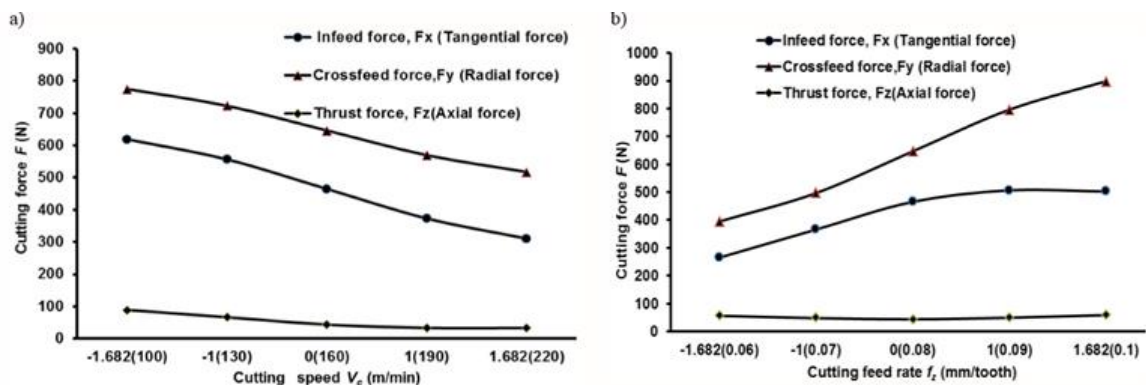 a)
Infeed force, Fx (Tangential force)
Crossfeed force,Fy (Radial force)
Thrust force, Fz(Axial force)
Cutting force F (N)
900
800
700
600
500
400
300
200
100
0
-1.682(100) -1(130) 0(160) 1(190) 1.682(220)
Cutting speed Vc (m/min)
b)
Infeed force, Fx (Tangential force)
Crossfeed force,Fy (Radial force)
Thrust force, Fz(Axial force)
Cutting force F (N)
1000
900
800
700
600
500
400
300
200
100
0
-1.682(0.06) -1(0.07) 0(0.08) 1(0.09) 1.682(0.1)
Cutting feed rate fz (mm/tooth)